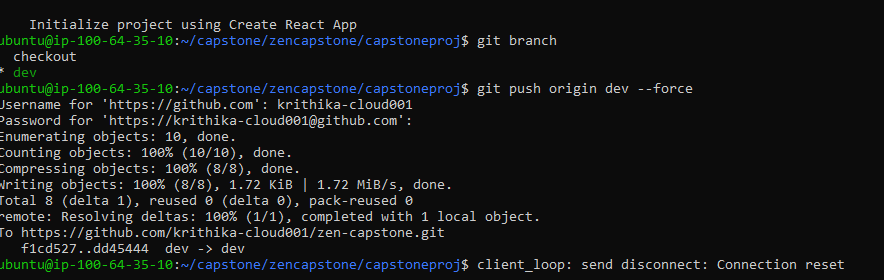 Initialize project using Create React App
ubuntu@ip-100-64-35-10:~/capstone/zencapstone/capstoneproj$ git branch
checkout
* dev
ubuntu@ip-100-64-35-10:~/capstone/zencapstone/capstoneproj$ git push origin dev --force
Username for 'https://github.com': krithika-cloud001
Password for 'https://krithika-cloud001@github.com':
Enumerating objects: 10, done.
Counting objects: 100% (10/10), done.
Compressing objects: 100% (8/8), done.
Writing objects: 100% (8/8), 1.72 KiB | 1.72 MiB/s, done.
Total 8 (delta 1), reused 0 (delta 0), pack-reused 0
remote: Resolving deltas: 100% (1/1), completed with 1 local object.
To https://github.com/krithika-cloud001/zen-capstone.git
f1cd527..dd45444  dev -> dev
ubuntu@ip-100-64-35-10:~/capstone/zencapstone/capstoneproj$ client_loop: send disconnect: Connection reset